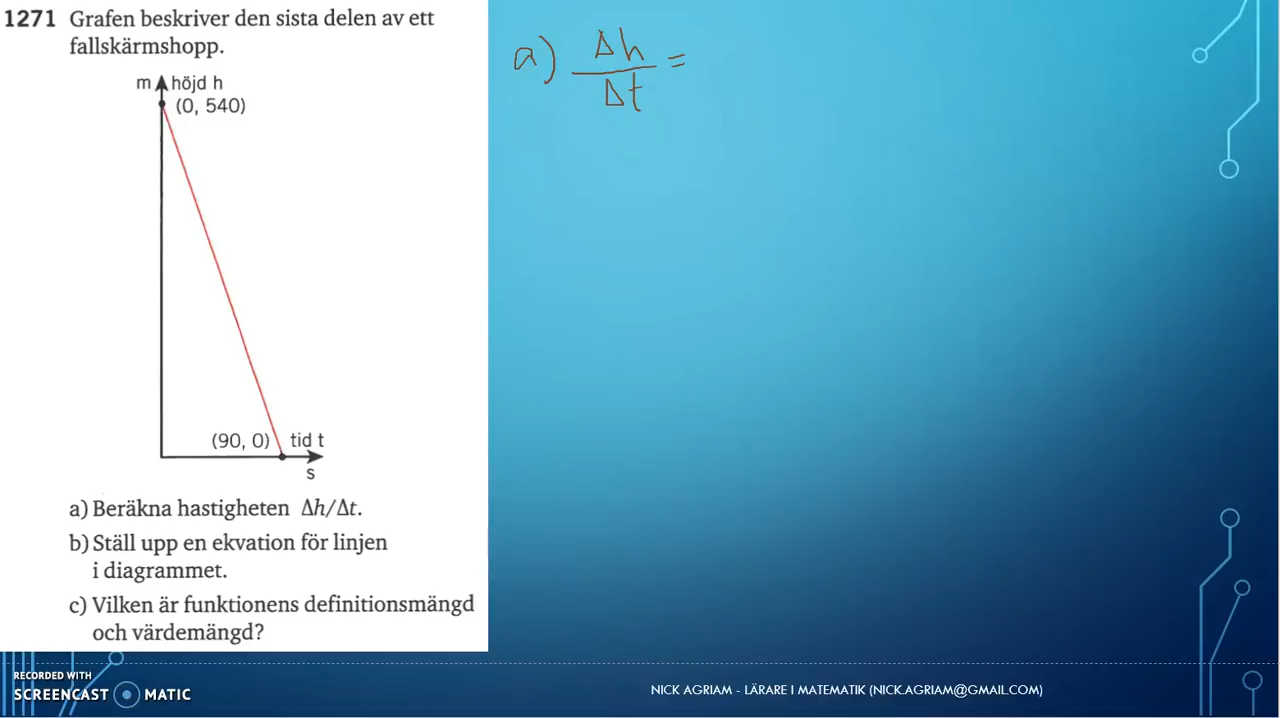 1271 Grafen beskriver den sista delen av ett
fallskärmshopp.
m höjd h
(0, 540)
(90, 0) tid t
s
a) Beräkna hastigheten Δh/Δt.
b) Ställ upp en ekvation för linjen
i diagrammet.
c) Vilken är funktionens definitionsmängd
och värdemängd?
a) Δh =
Δt
RECORDED WITH
SCREENCAST MATIC
NICK AGRIAM - LÄRARE I MATEMATIK (NICK.AGRIAM@GMAIL.COM)